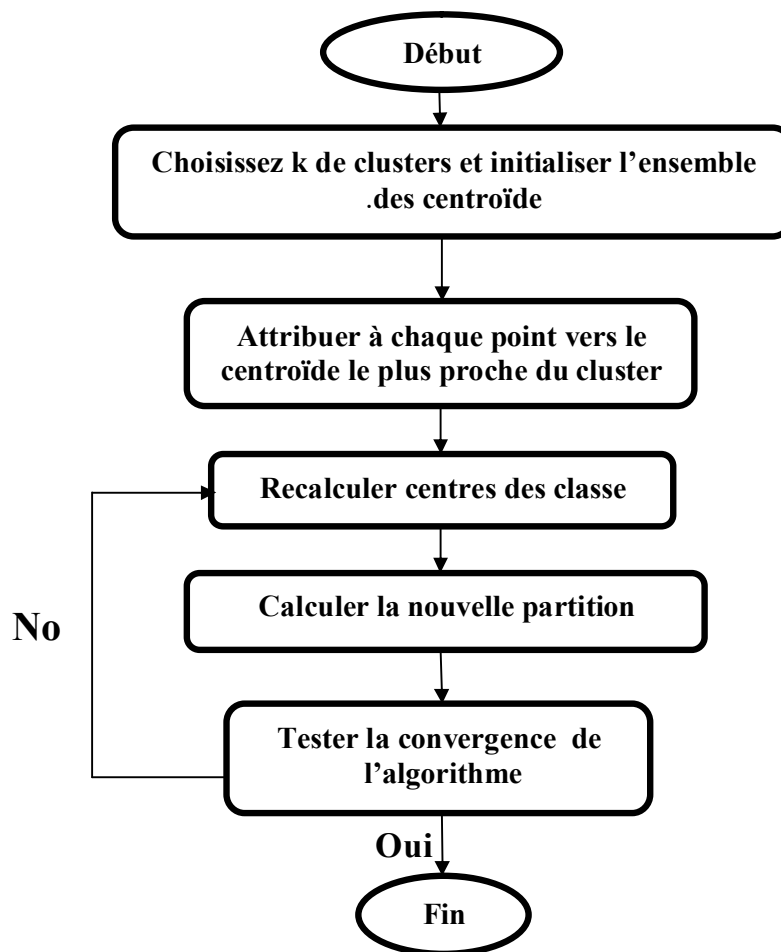 Début
Choisissez k de clusters et initialiser l’ensemble
.des centroïde
Attribuer à chaque point vers le
centroïde le plus proche du cluster
Recalculer centres des classe
Calculer la nouvelle partition
No
Tester la convergence de
l’algorithme
Oui
Fin